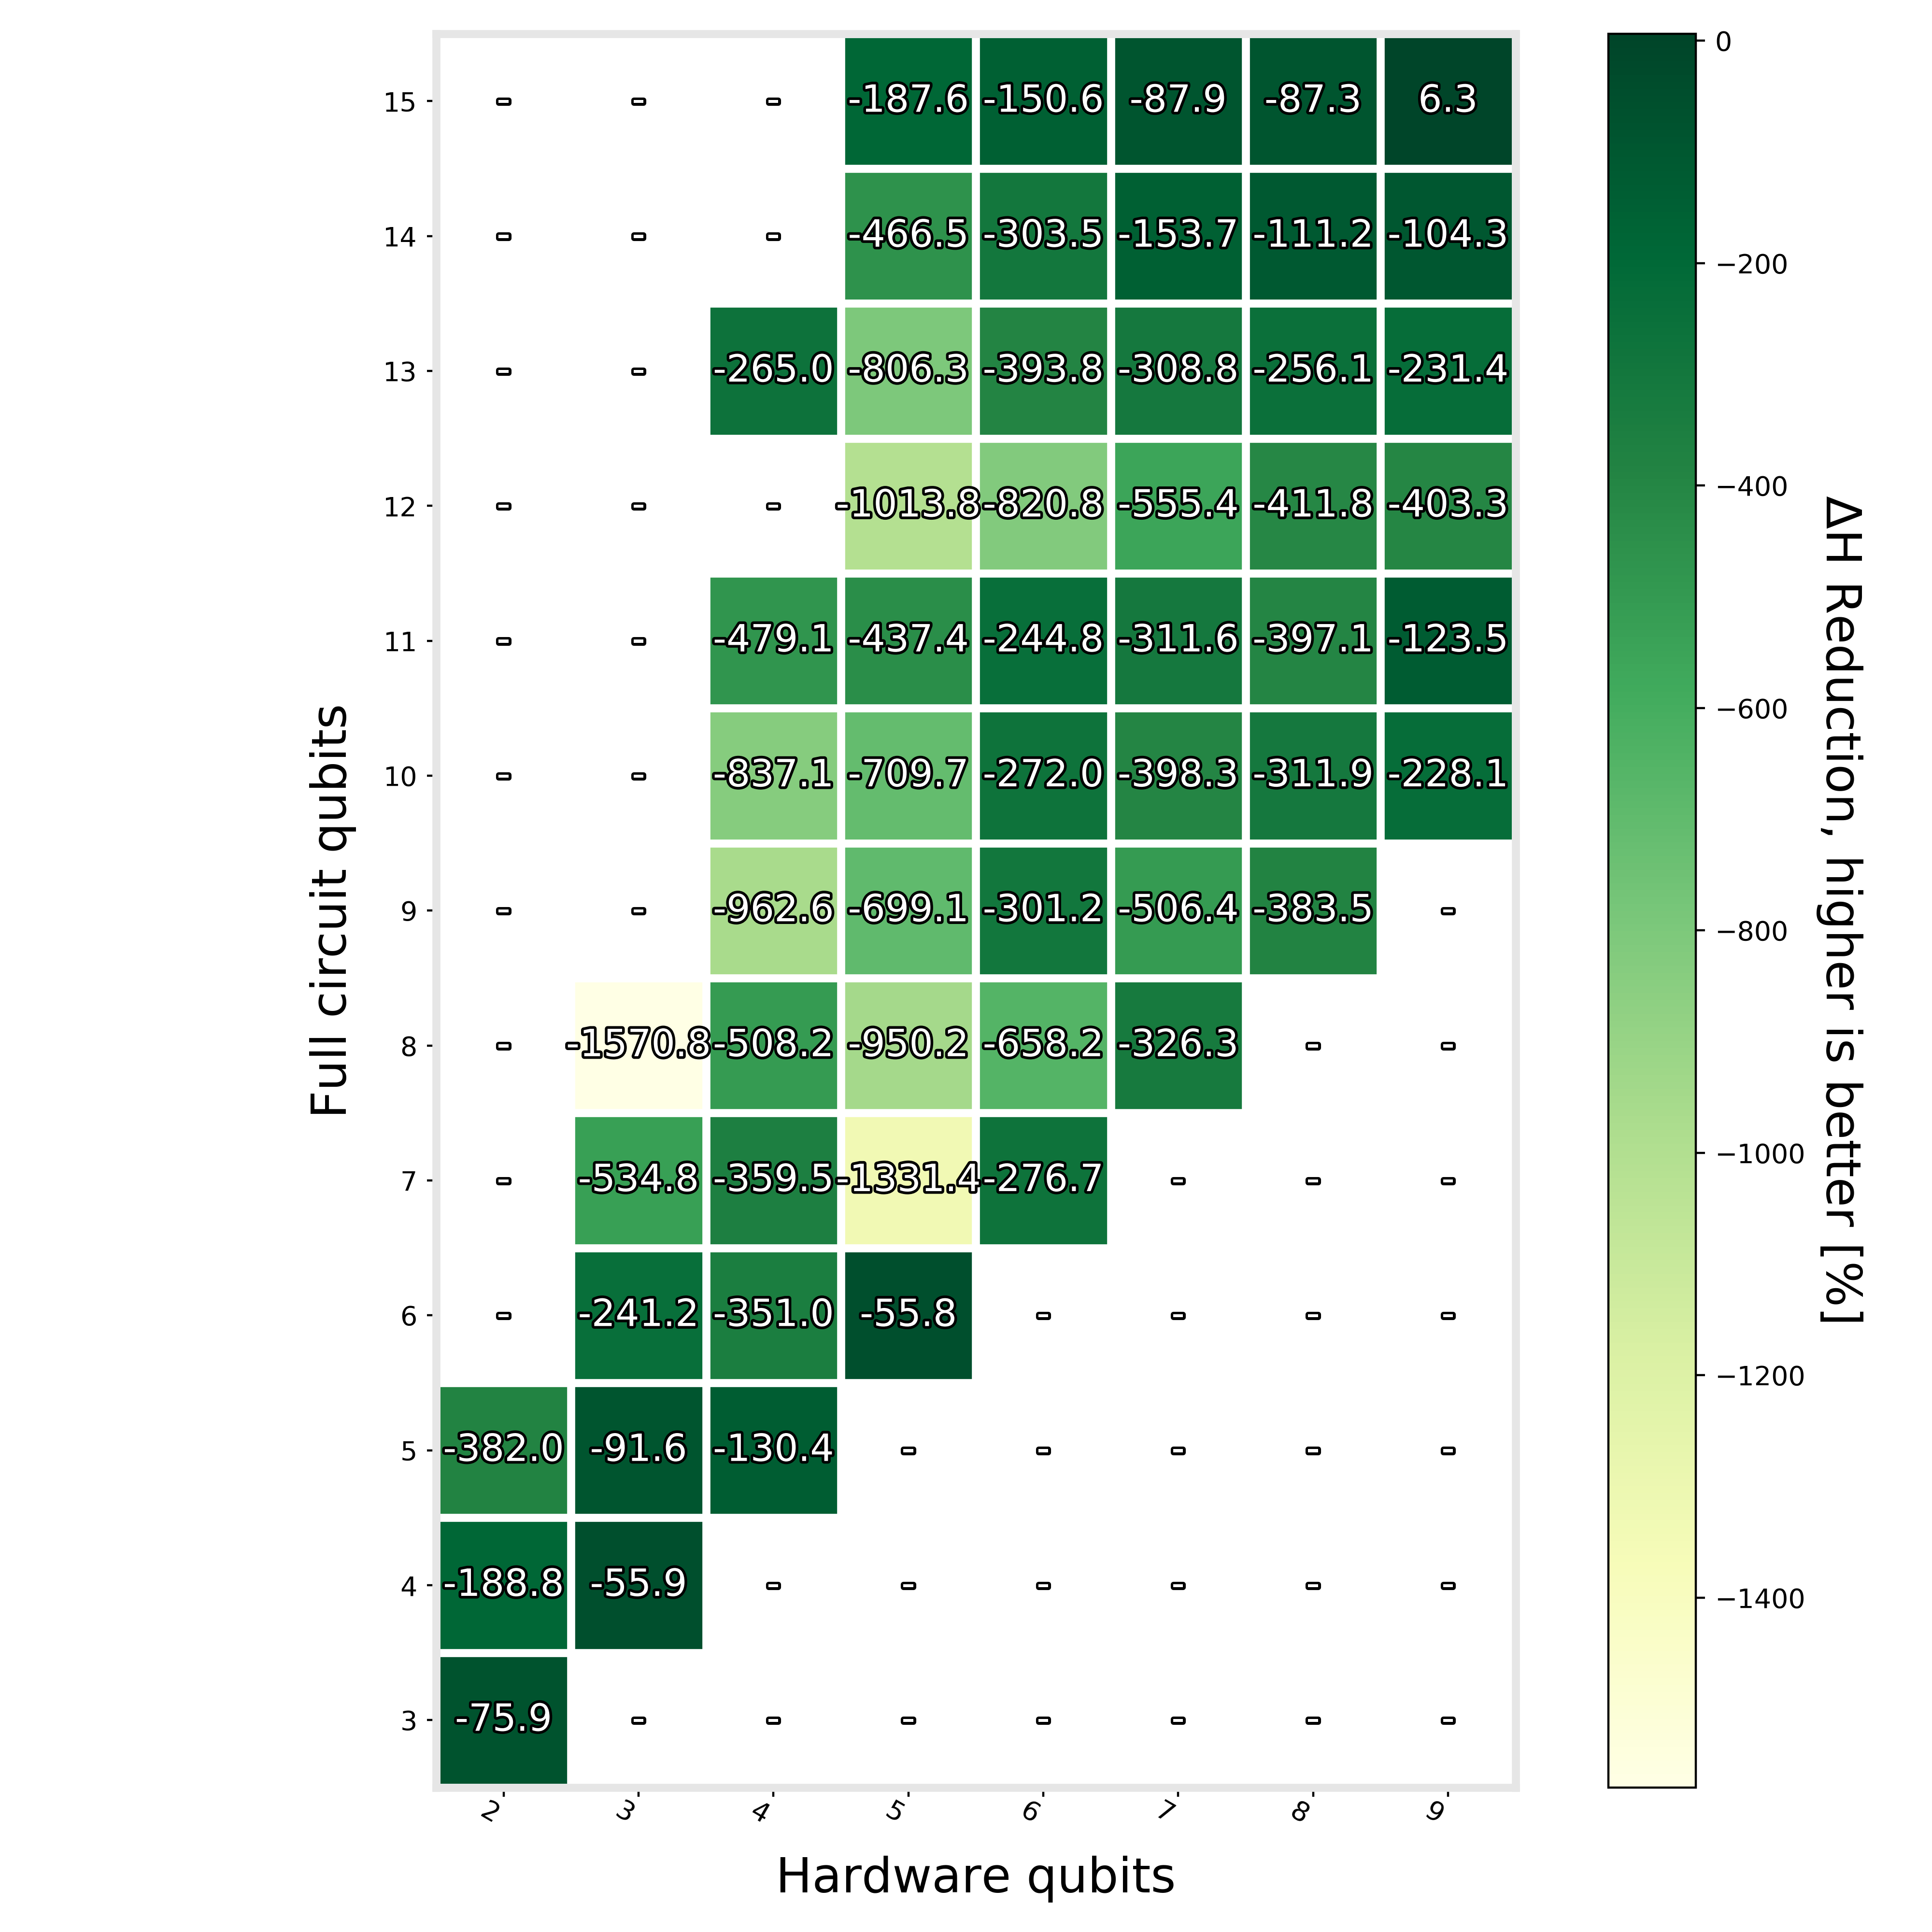 15 - - - -187.6 -150.6 -87.9 -87.3 6.3
14 - - - -466.5 -303.5 -153.7 -111.2 -104.3
13 - - -265.0 -806.3 -393.8 -308.8 -256.1 -231.4
12 - - - -1013.8 -820.8 -555.4 -411.8 -403.3
11 - - -479.1 -437.4 -244.8 -311.6 -397.1 -123.5
10 - - -837.1 -709.7 -272.0 -398.3 -311.9 -228.1
9 - - -962.6 -699.1 -301.2 -506.4 -383.5 -
8 - -1570.8 -508.2 -950.2 -658.2 -326.3 - -
7 - -534.8 -359.5 -1331.4 -276.7 - - -
6 - -241.2 -351.0 -55.8 - - - -
5 -382.0 -91.6 -130.4 - - - - -
4 -188.8 -55.9 - - - - - -
3 -75.9 - - - - - - -
2 3 4 5 6 7 8 9
Hardware qubits
Full circuit qubits
0
−200
−400
−600
−800
−1000
−1200
−1400
ΔH Reduction, higher is better [%]